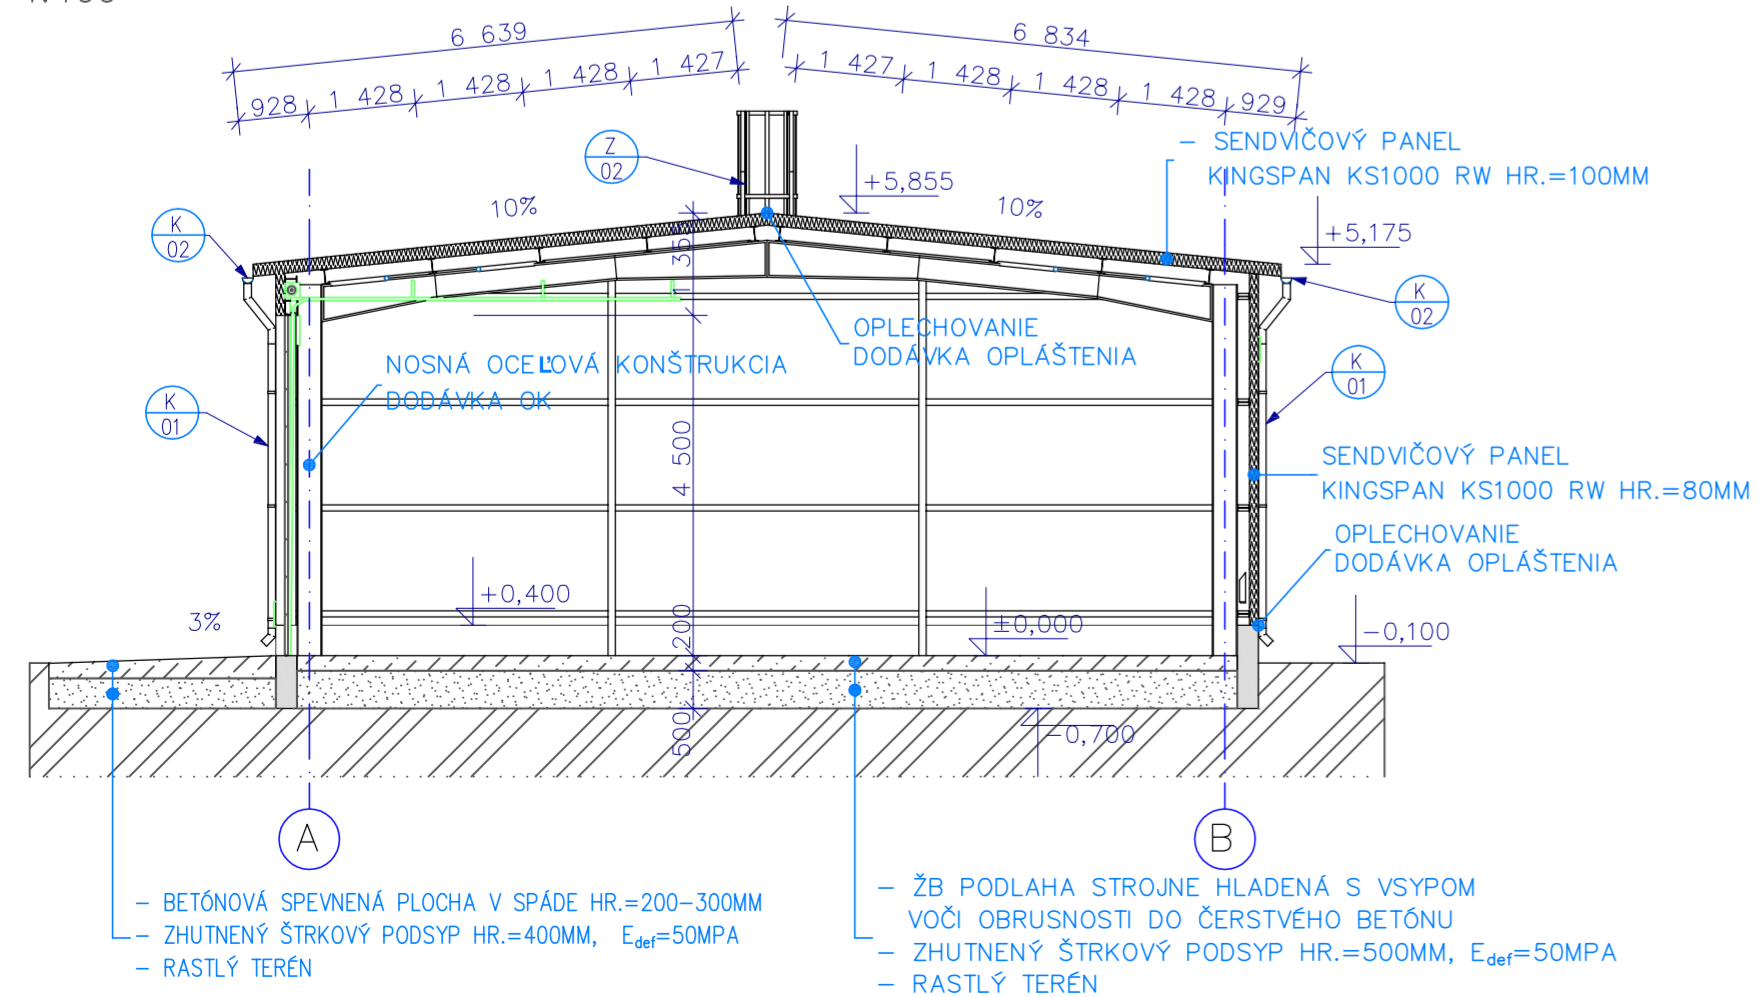 6 639
6 834
928
1 428
1 428
1 428
1 427
1 427
1 428
1 428
1 428
929
Z
02
+5,855
– SENDVIČOVÝ PANEL
KINGSPAN KS1000 RW HR.=100MM
10%
10%
K
02
+5,175
1 355
K
02
OPLECHOVANIE
DODÁVKA OPLÁŠTENIA
NOSNÁ OCEĽOVÁ KONŠTRUKCIA
DODÁVKA OK
K
01
K
01
4 500
SENDVIČOVÝ PANEL
KINGSPAN KS1000 RW HR.=80MM
OPLECHOVANIE
DODÁVKA OPLÁŠTENIA
+0,400
3%
200
±0,000
-0,100
500
-0,700
A
B
– BETÓNOVÁ SPEVNENÁ PLOCHA V SPÁDE HR.=200-300MM
– ZHUTNENÝ ŠTRKOVÝ PODSYP HR.=400MM, Edef=50MPA
– RASTLÝ TERÉN
– ŽB PODLAHA STROJNE HLADENÁ S VSYPOM
VOČI OBRUSNOSTI DO ČERSTVÉHO BETÓNU
– ZHUTNENÝ ŠTRKOVÝ PODSYP HR.=500MM, Edef=50MPA
– RASTLÝ TERÉN